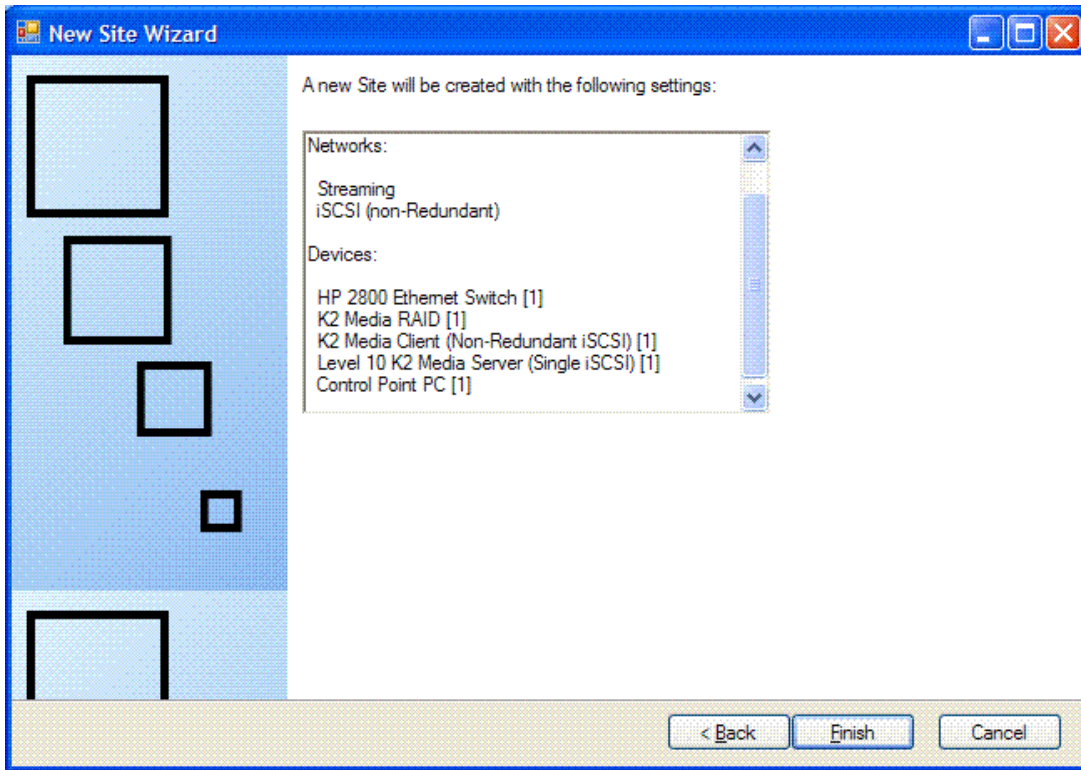 New Site Wizard
A new Site will be created with the following settings:
Networks:
Streaming
iSCSI (non-Redundant)
Devices:
HP 2800 Ethernet Switch [1]
K2 Media RAID [1]
K2 Media Client (Non-Redundant iSCSI) [1]
Level 10 K2 Media Server (Single iSCSI) [1]
Control Point PC [1]
< Back
Finish
Cancel